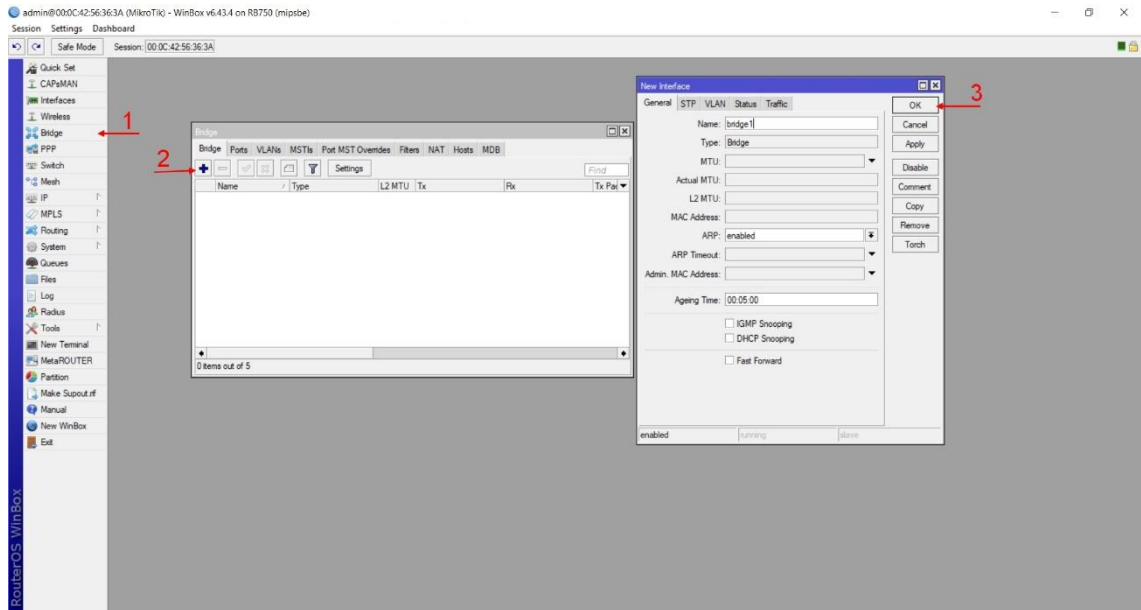 admin@00:0C:42:56:36:3A (MikroTik) - WinBox v6.43.4 on RB750 (mipsbe)
Session Settings Dashboard
Safe Mode Session: 00:0C:42:56:36:3A
Quick Set
CAPsMAN
Interfaces
Wireless
Bridge
PPP
Switch
Mesh
IP
MPLS
Routing
System
Queues
Files
Log
Radius
Tools
New Terminal
MetaROUTER
Partition
Make Supout.rif
Manual
New WinBox
Exit
RouterOS WinBox
1
2
Bridge
Bridge Ports VLANs MSTIs Port MST Overrides Filters NAT Hosts MDB
Settings Find
Name Type L2 MTU Tx Rx Tx Pac
0 items out of 5
New Interface
General STP VLAN Status Traffic
Name: bridge1
Type: Bridge
MTU:
Actual MTU:
L2 MTU:
MAC Address:
ARP: enabled
ARP Timeout:
Admin. MAC Address:
Ageing Time: 00:05:00
IGMP Snooping
DHCP Snooping
Fast Forward
enabled running slave
OK
Cancel
Apply
Disable
Comment
Copy
Remove
Torch
3